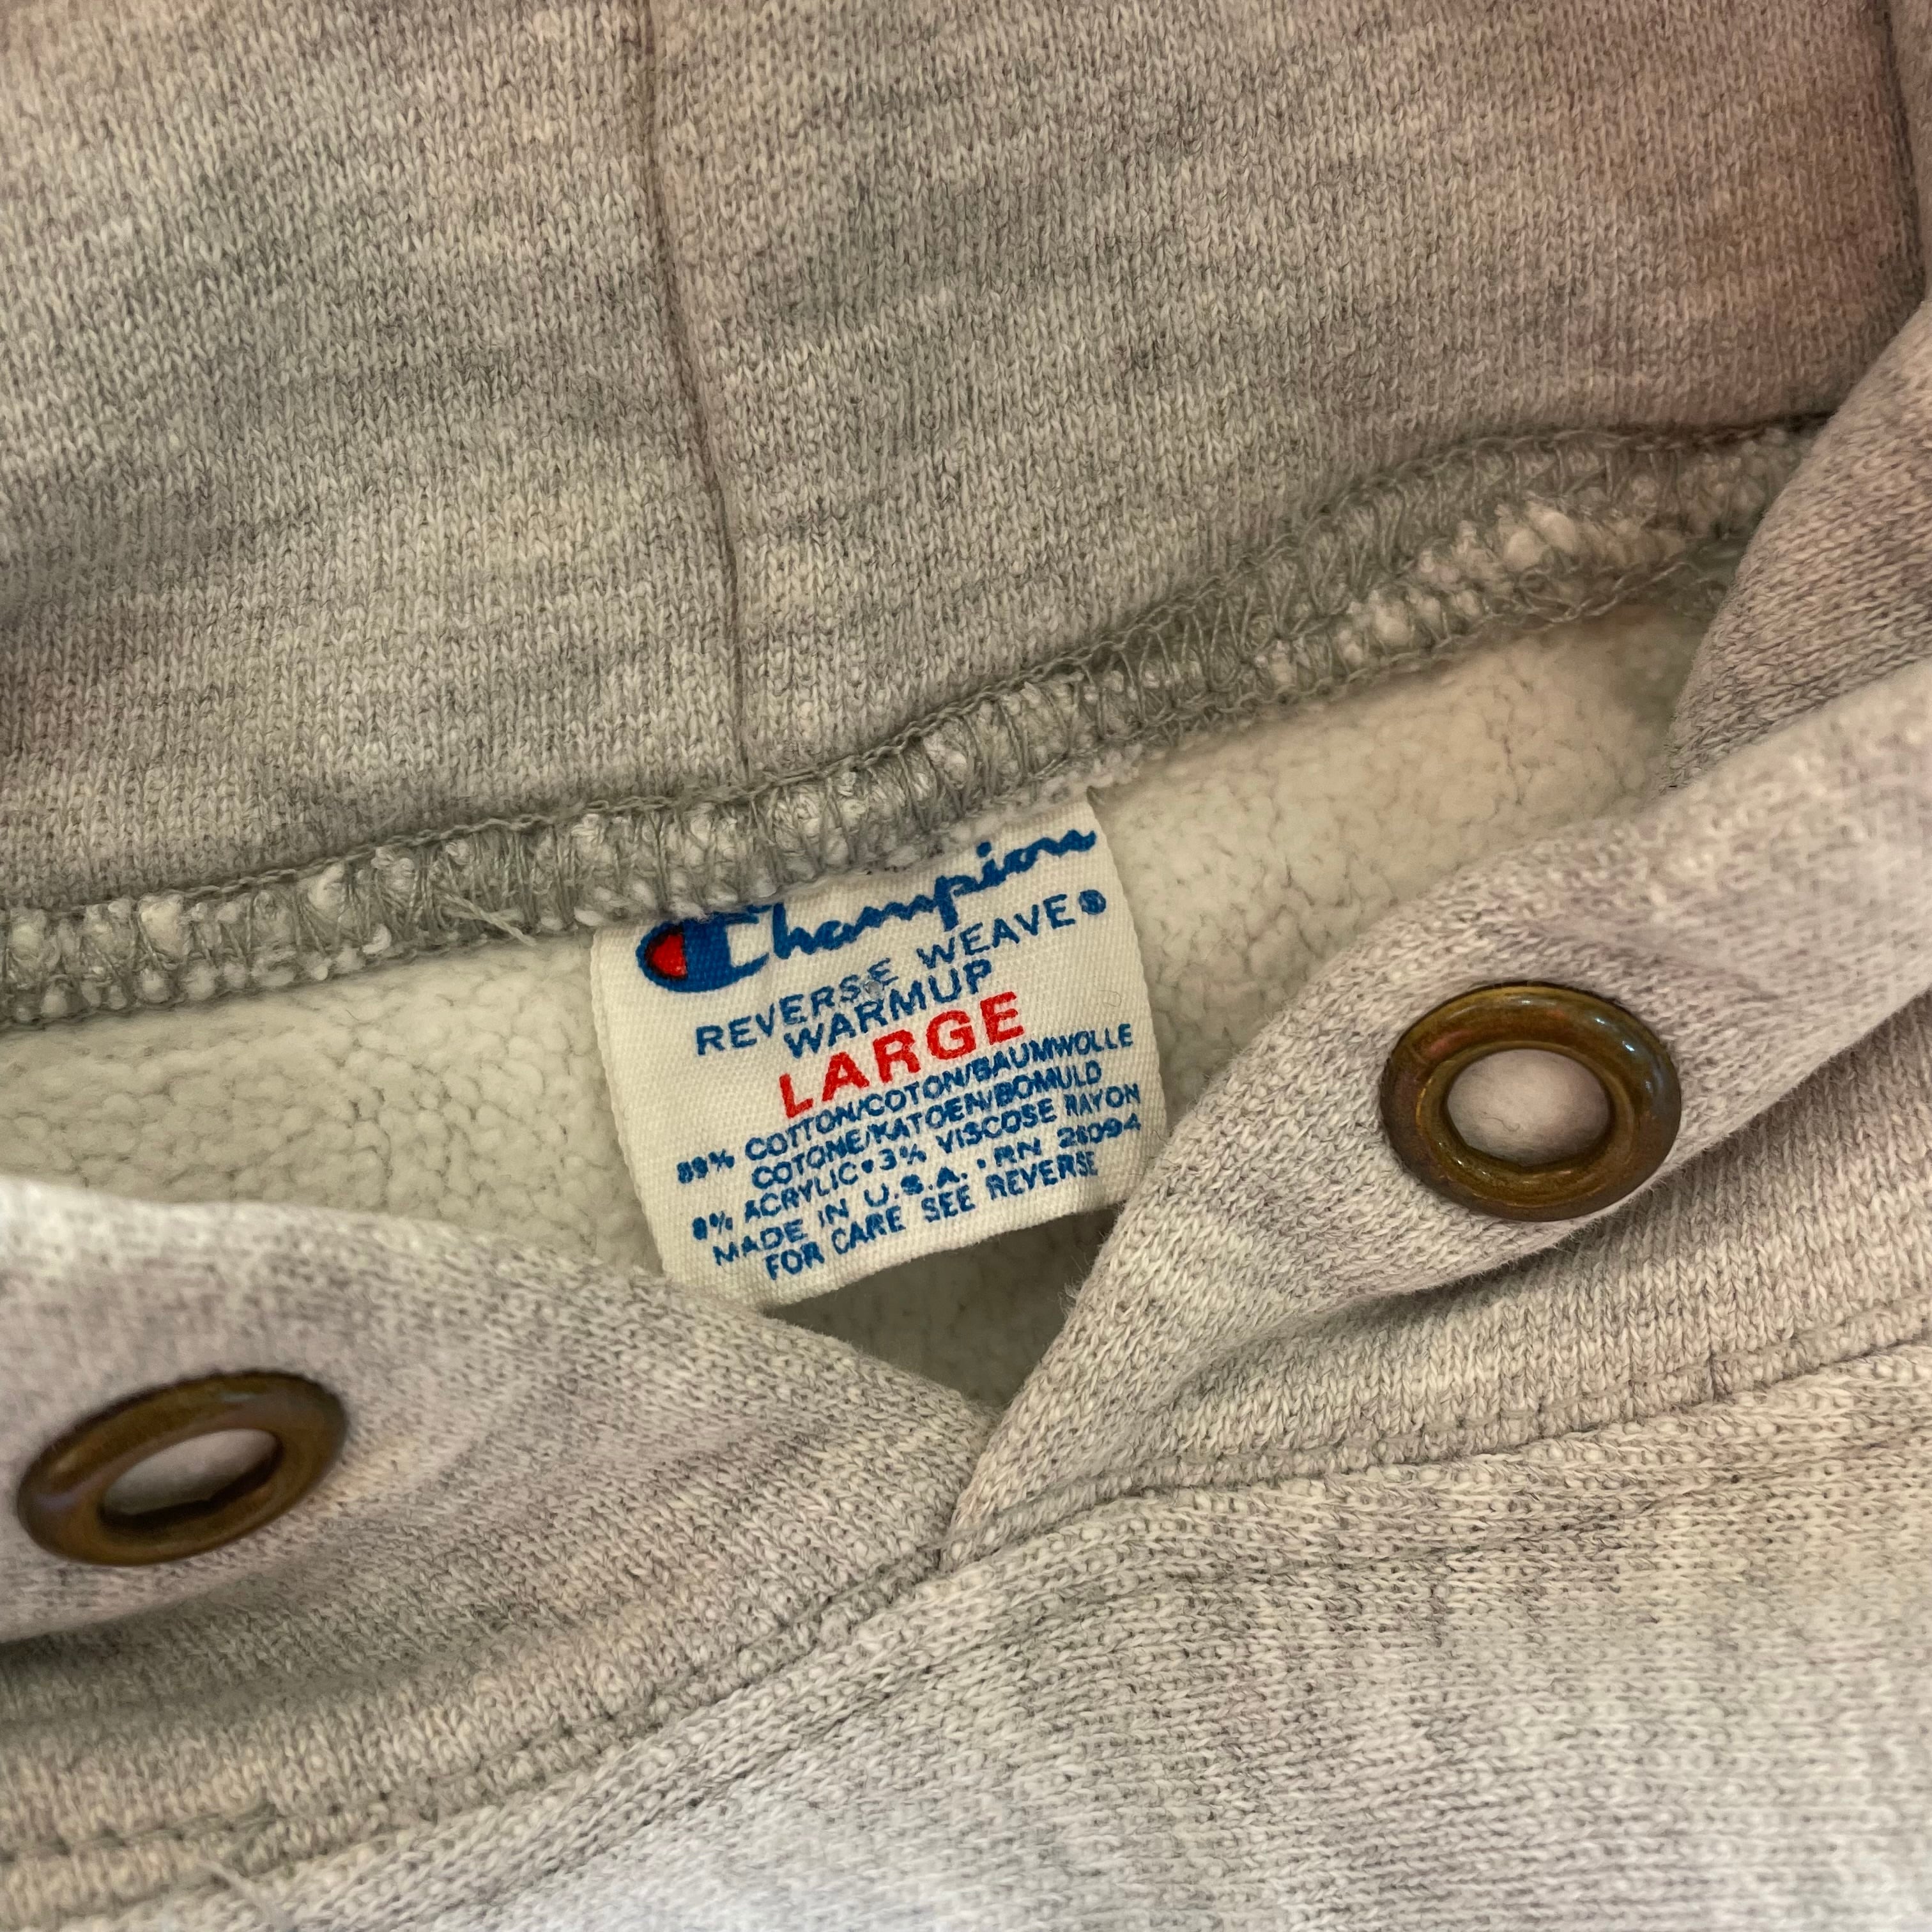 Champion
REVERSE WEAVE®
WARMUP
LARGE
89% COTTON/COTON/BAUMWOLLE
COTONE/KATOEN/BOMULD
8% ACRYLIC•3% VISCOSE RAYON
MADE IN U.S.A. • RN 26094
FOR CARE SEE REVERSE